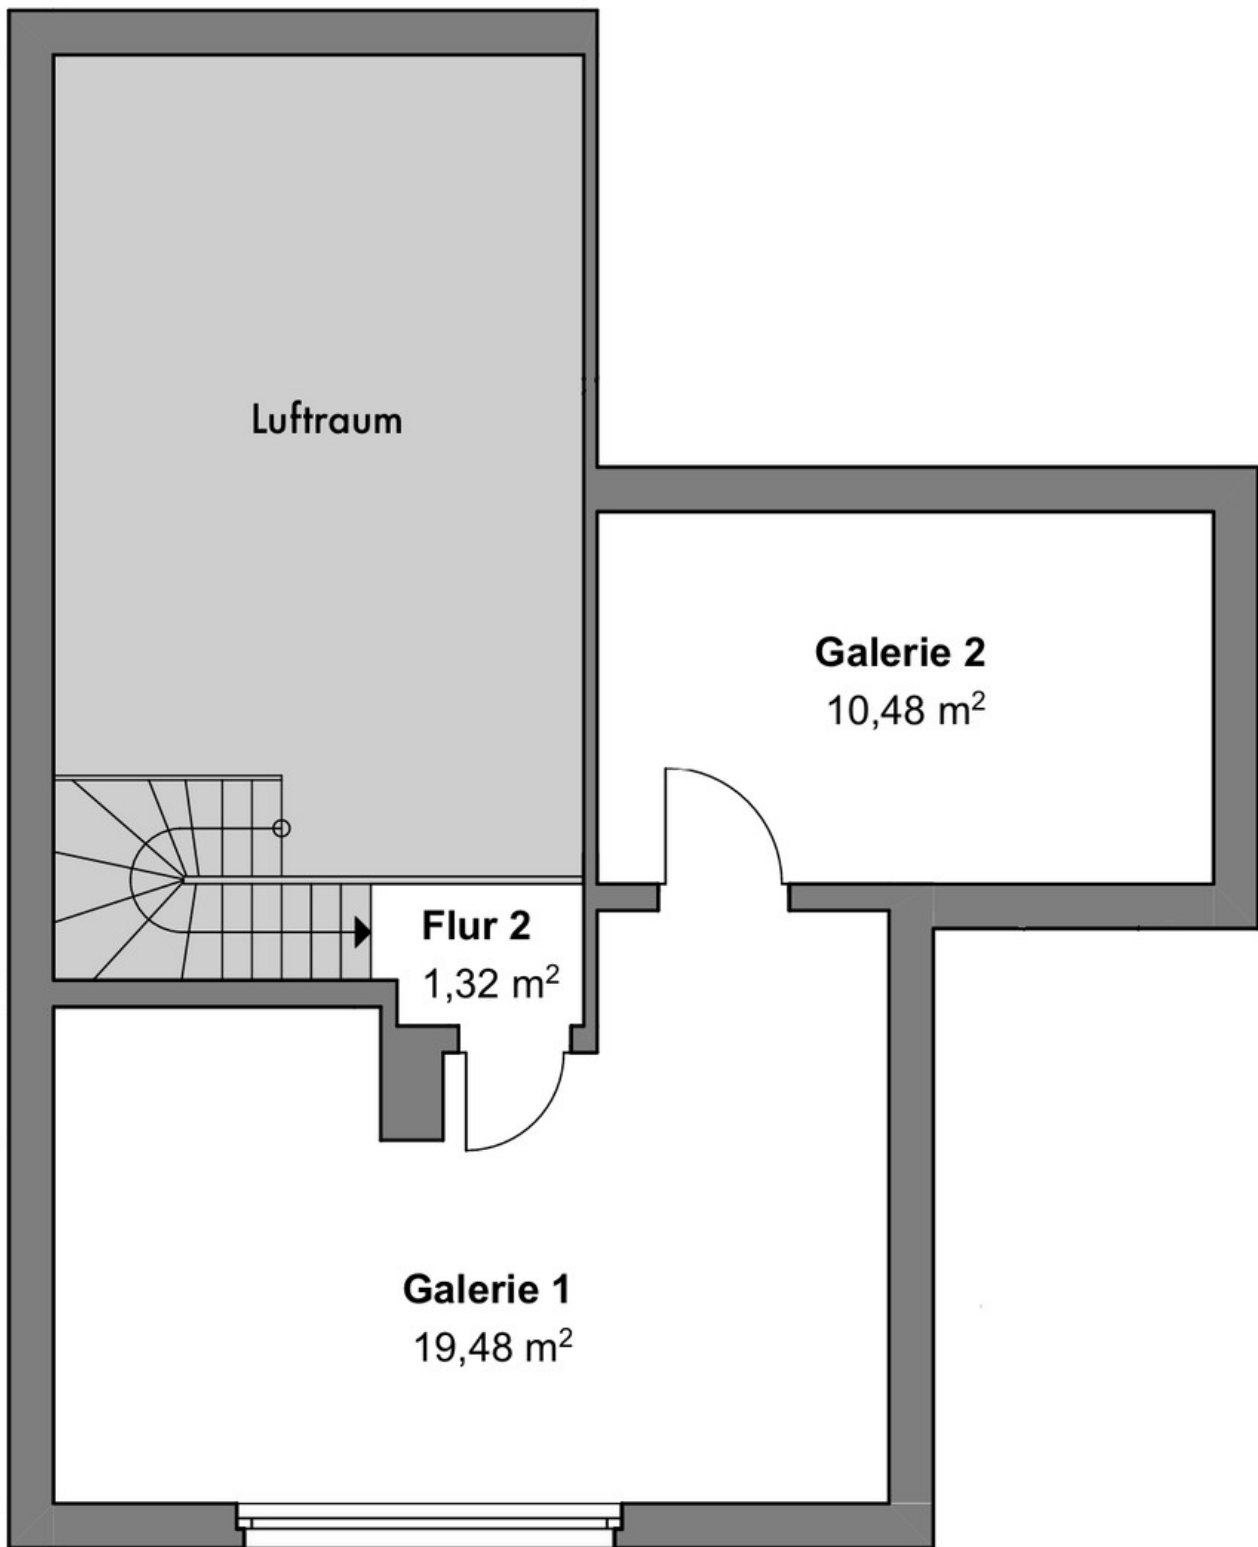 Luftraum
Galerie 2
10,48 m²
Flur 2
1,32 m²
Galerie 1
19,48 m²